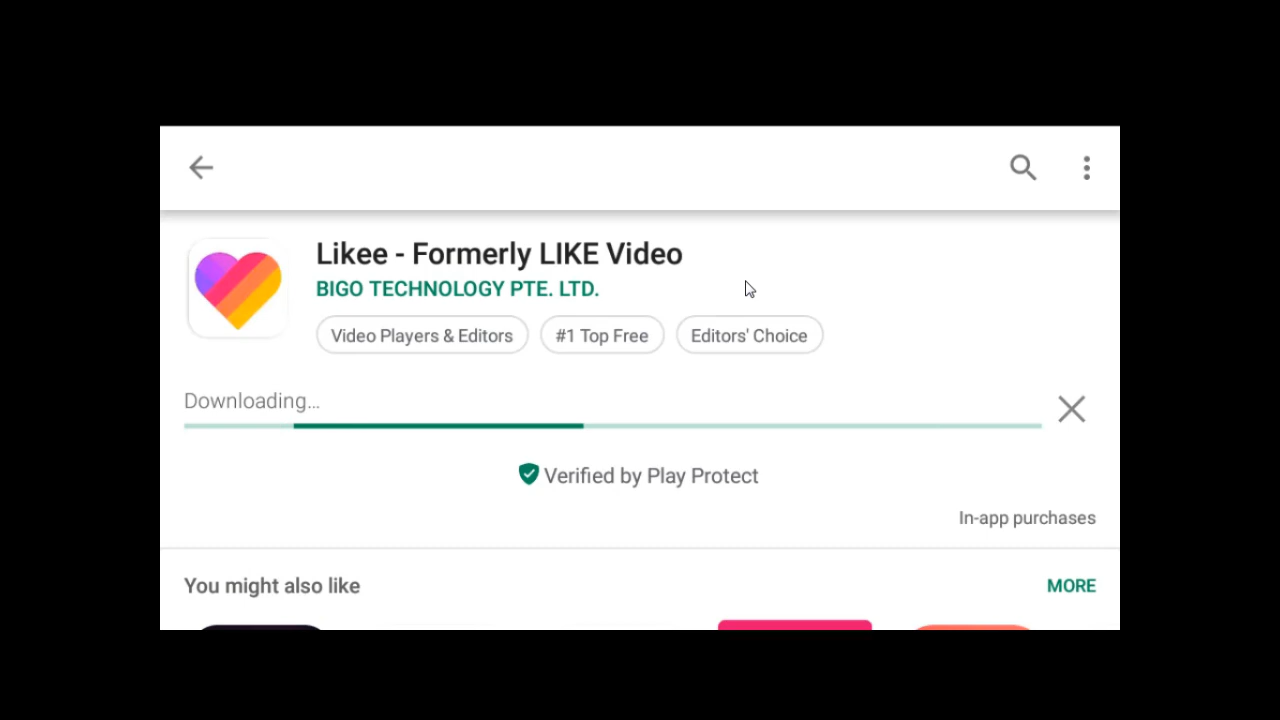 Likee - Formerly LIKE Video
BIGO TECHNOLOGY PTE. LTD.
Video Players & Editors #1 Top Free Editors' Choice
Downloading...
Verified by Play Protect
In-app purchases
You might also like MORE